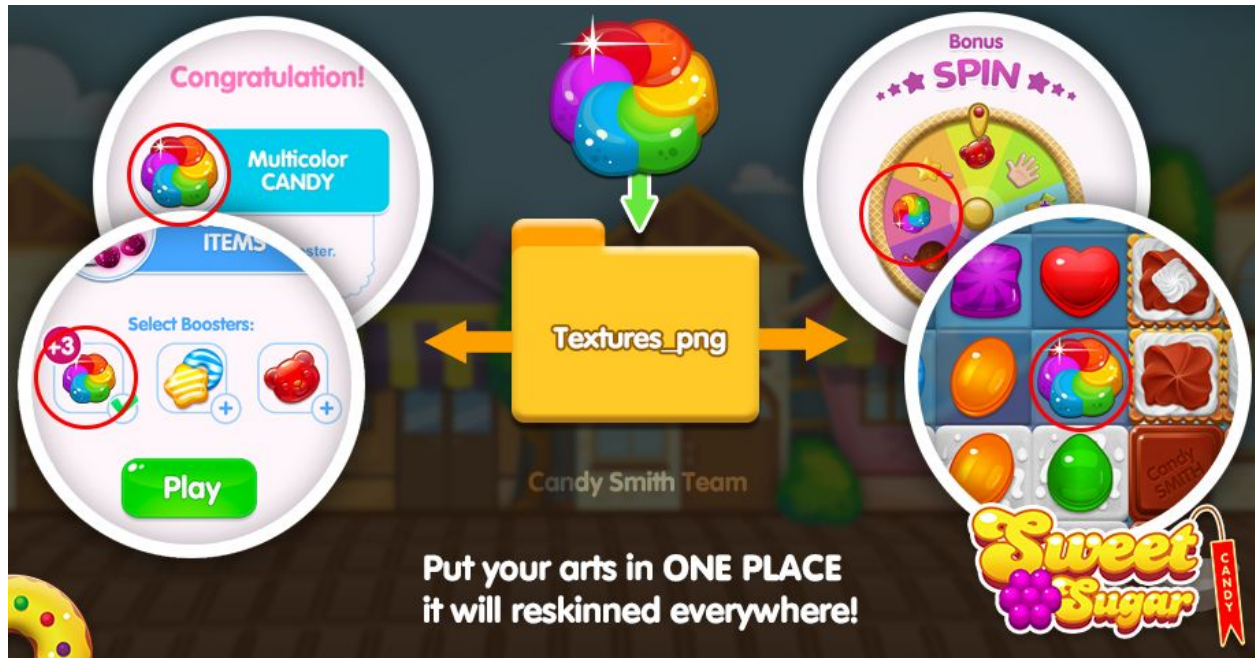 Congratulation!
Multicolor
CANDY
ITEMS
ster.
Select Boosters:
+3
Play
Bonus
SPIN
Textures_png
Candy Smith Team
Candy
SMITH
Put your arts in ONE PLACE
it will reskinned everywhere!
Sweet
Sugar
CANDY